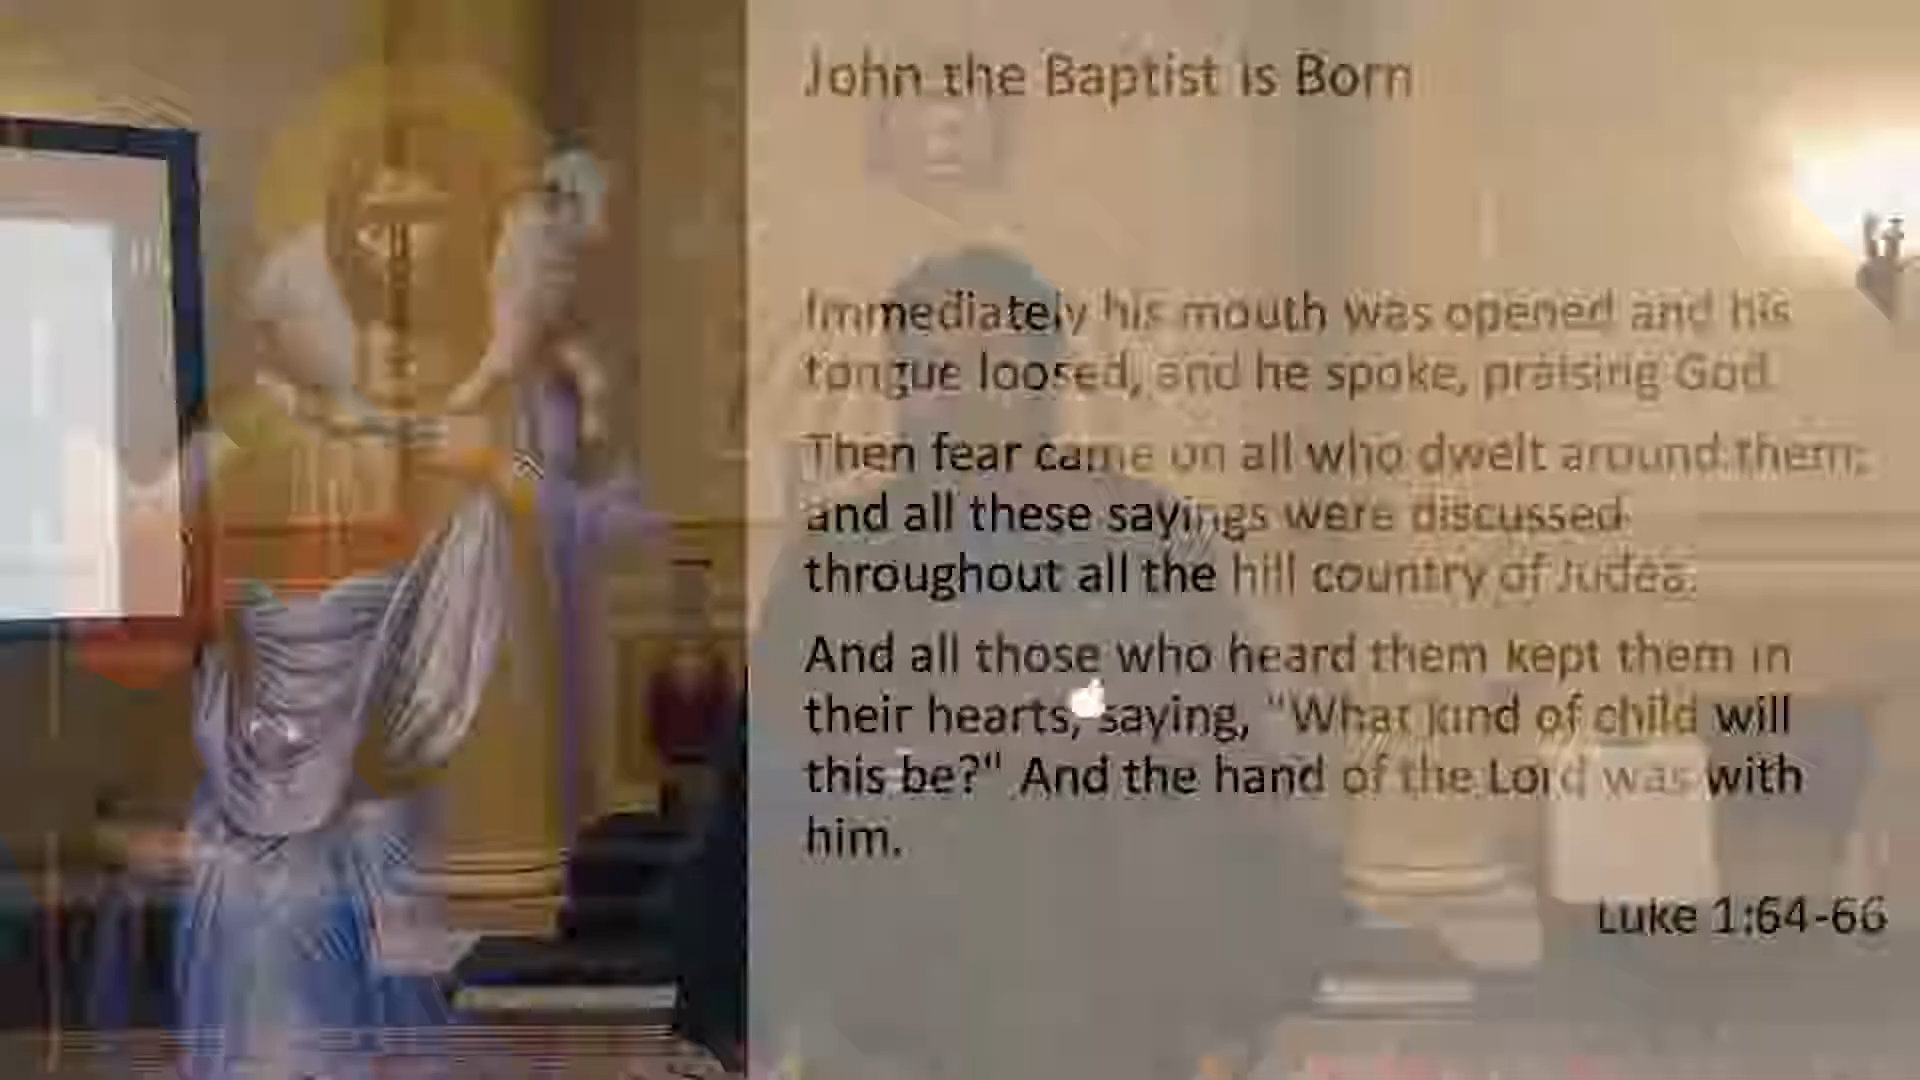 John the Baptist is Born
Immediately his mouth was opened and his
tongue loosed, and he spoke, praising God.
Then fear came on all who dwelt around them;
and all these sayings were discussed
throughout all the hill country of Judea.
And all those who heard them kept them in
their hearts, saying, "What kind of child will
this be?" And the hand of the Lord was with
him.
Luke 1:64-66